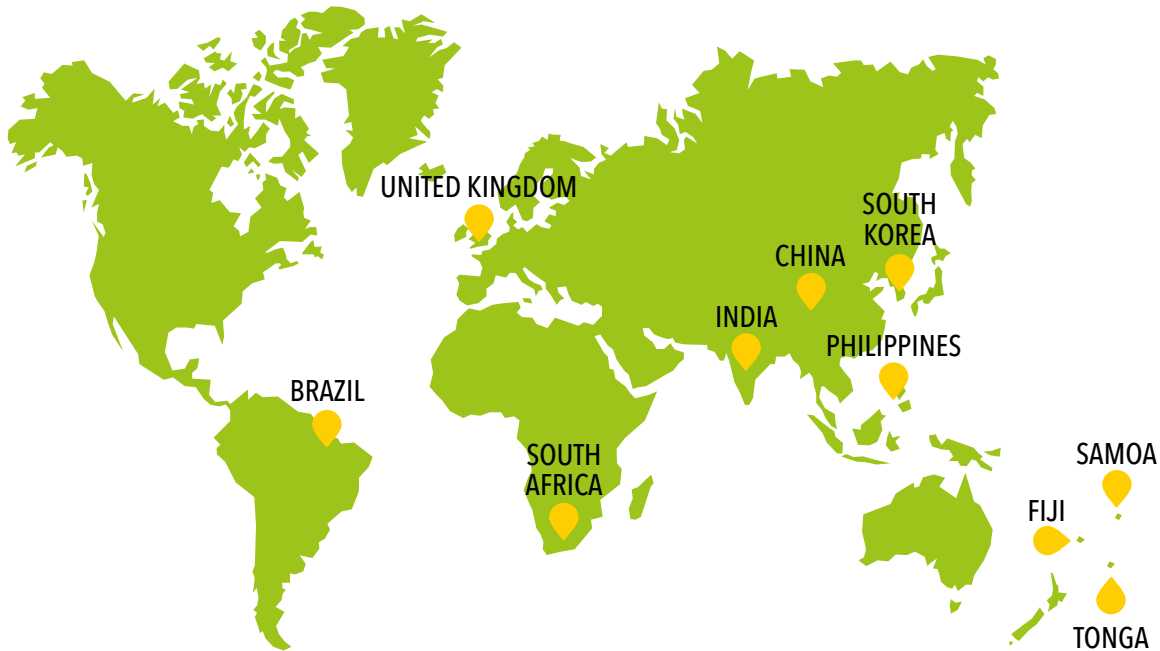 UNITED KINGDOM
SOUTH
KOREA
CHINA
INDIA
PHILIPPINES
BRAZIL
SOUTH
AFRICA
SAMOA
FIJI
TONGA